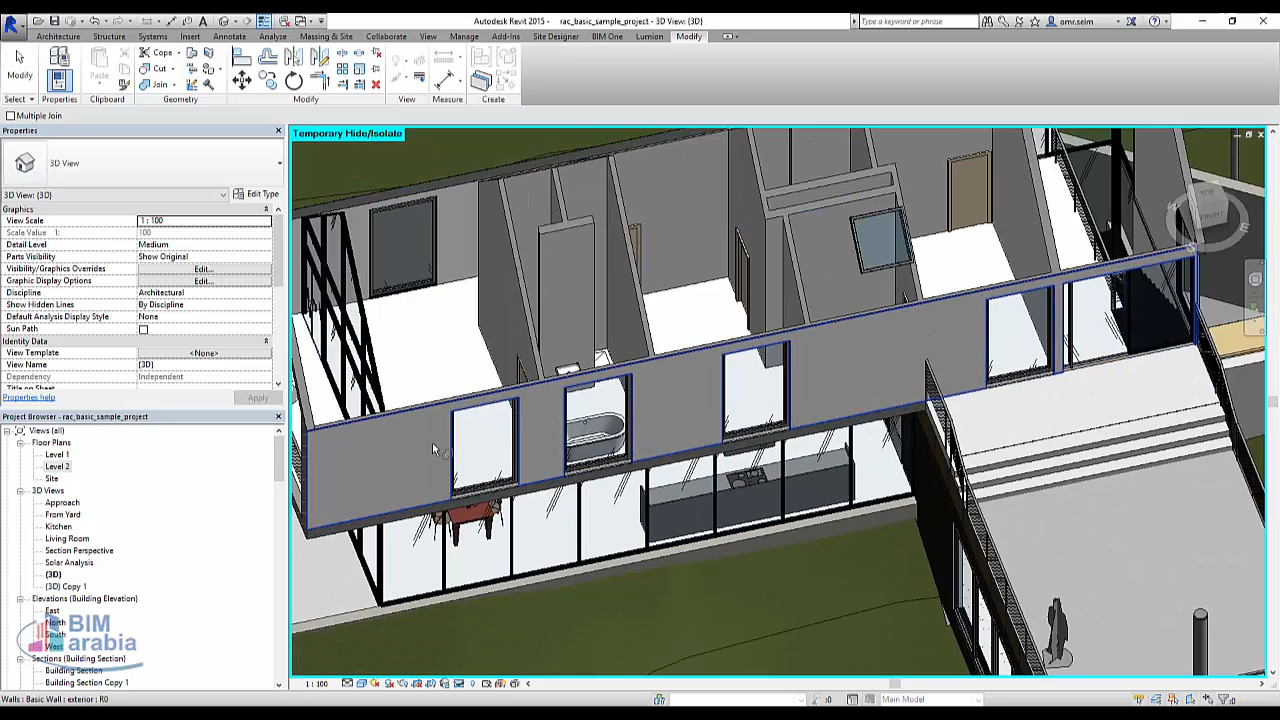 Autodesk Revit 2015 - rac_basic_sample_project - 3D View: {3D}
Type a keyword or phrase
omr.selim
Architecture Structure Systems Insert Annotate Analyze Massing & Site Collaborate View Manage Add-Ins Site Designer BIM One Lumion Modify
Modify
Paste
Cope
Cut
Join
Select Properties Clipboard Geometry Modify View Measure Create
Multiple Join
Properties
3D View
3D View: {3D} Edit Type
Graphics
View Scale 1 : 100
Scale Value 1: 100
Detail Level Medium
Parts Visibility Show Original
Visibility/Graphics Overrides Edit...
Graphic Display Options Edit...
Discipline Architectural
Show Hidden Lines By Discipline
Default Analysis Display Style None
Sun Path
Identity Data
View Template <None>
View Name {3D}
Dependency Independent
Title on Sheet
Properties help Apply
Project Browser - rac_basic_sample_project
Views (all)
Floor Plans
Level 1
Level 2
Site
3D Views
Approach
From Yard
Kitchen
Living Room
Section Perspective
Solar Analysis
{3D}
{3D} Copy 1
Elevations (Building Elevation)
East
North
South
West
Sections (Building Section)
Building Section
Building Section Copy 1
BIM
arabia
Temporary Hide/Isolate
TOP
FRONT
E
1 : 100
Walls : Basic Wall : exterior : R0
:0
Main Model
:0